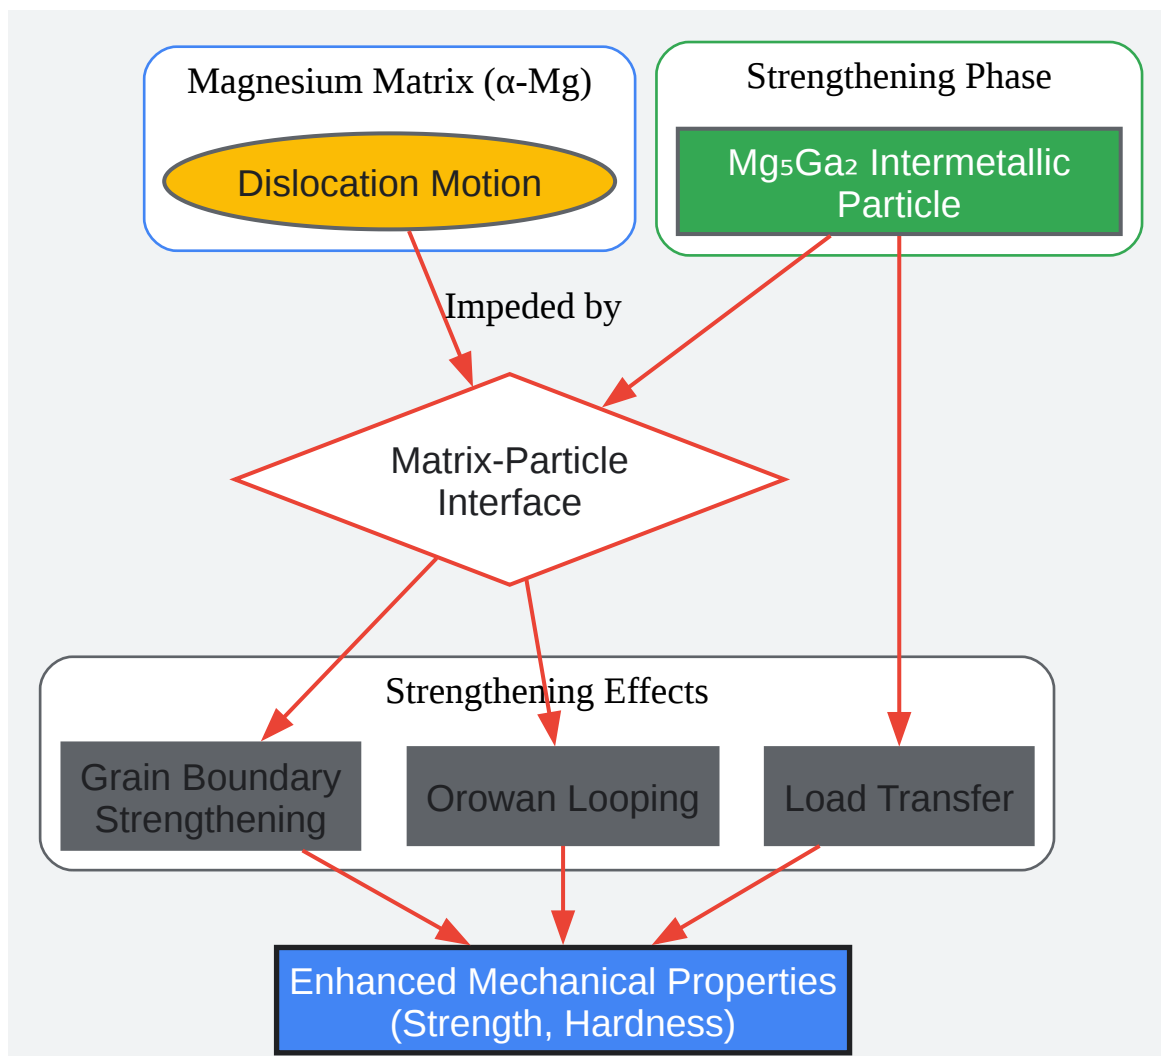 Magnesium Matrix (α-Mg)
Dislocation Motion
Strengthening Phase
Mg₅Ga₂ Intermetallic
Particle
Impeded by
Matrix-Particle
Interface
Strengthening Effects
Grain Boundary
Strengthening
Orowan Looping
Load Transfer
Enhanced Mechanical Properties
(Strength, Hardness)